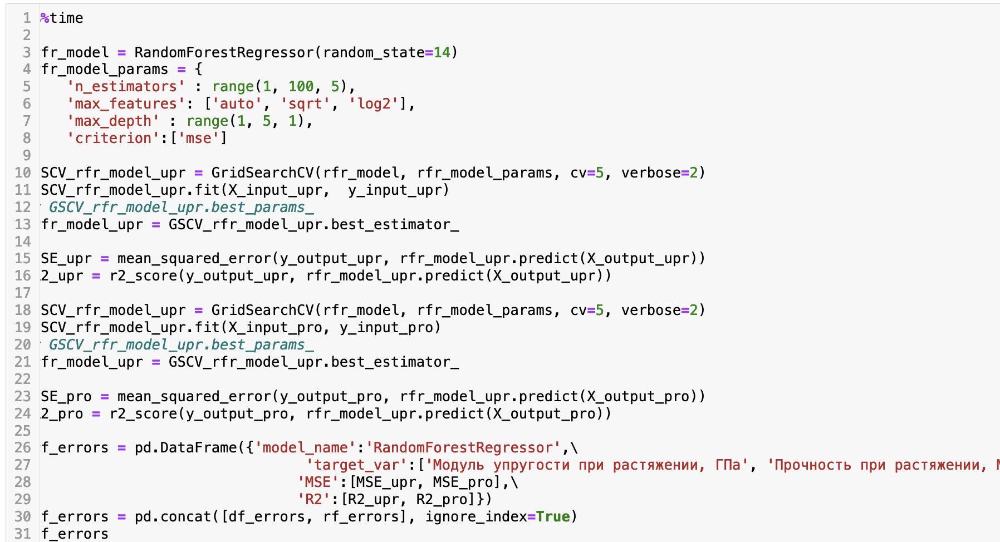 1 %time
2
3 fr_model = RandomForestRegressor(random_state=14)
4 fr_model_params = {
5 'n_estimators' : range(1, 100, 5),
6 'max_features': ['auto', 'sqrt', 'log2'],
7 'max_depth' : range(1, 5, 1),
8 'criterion':['mse']
9
10 SCV_rfr_model_upr = GridSearchCV(rfr_model, rfr_model_params, cv=5, verbose=2)
11 SCV_rfr_model_upr.fit(X_input_upr,  y_input_upr)
12 GSCV_rfr_model_upr.best_params_
13 fr_model_upr = GSCV_rfr_model_upr.best_estimator_
14
15 SE_upr = mean_squared_error(y_output_upr, rfr_model_upr.predict(X_output_upr))
16 2_upr = r2_score(y_output_upr, rfr_model_upr.predict(X_output_upr))
17
18 SCV_rfr_model_upr = GridSearchCV(rfr_model, rfr_model_params, cv=5, verbose=2)
19 SCV_rfr_model_upr.fit(X_input_pro, y_input_pro)
20 GSCV_rfr_model_upr.best_params_
21 fr_model_upr = GSCV_rfr_model_upr.best_estimator_
22
23 SE_pro = mean_squared_error(y_output_pro, rfr_model_upr.predict(X_output_pro))
24 2_pro = r2_score(y_output_pro, rfr_model_upr.predict(X_output_pro))
25
26 f_errors = pd.DataFrame({'model_name':'RandomForestRegressor',\
27 'target_var':['Модуль упругости при растяжении, ГПа', 'Прочность при растяжении,
28 'MSE':[MSE_upr, MSE_pro],\
29 'R2':[R2_upr, R2_pro]})
30 f_errors = pd.concat([df_errors, rf_errors], ignore_index=True)
31 f_errors